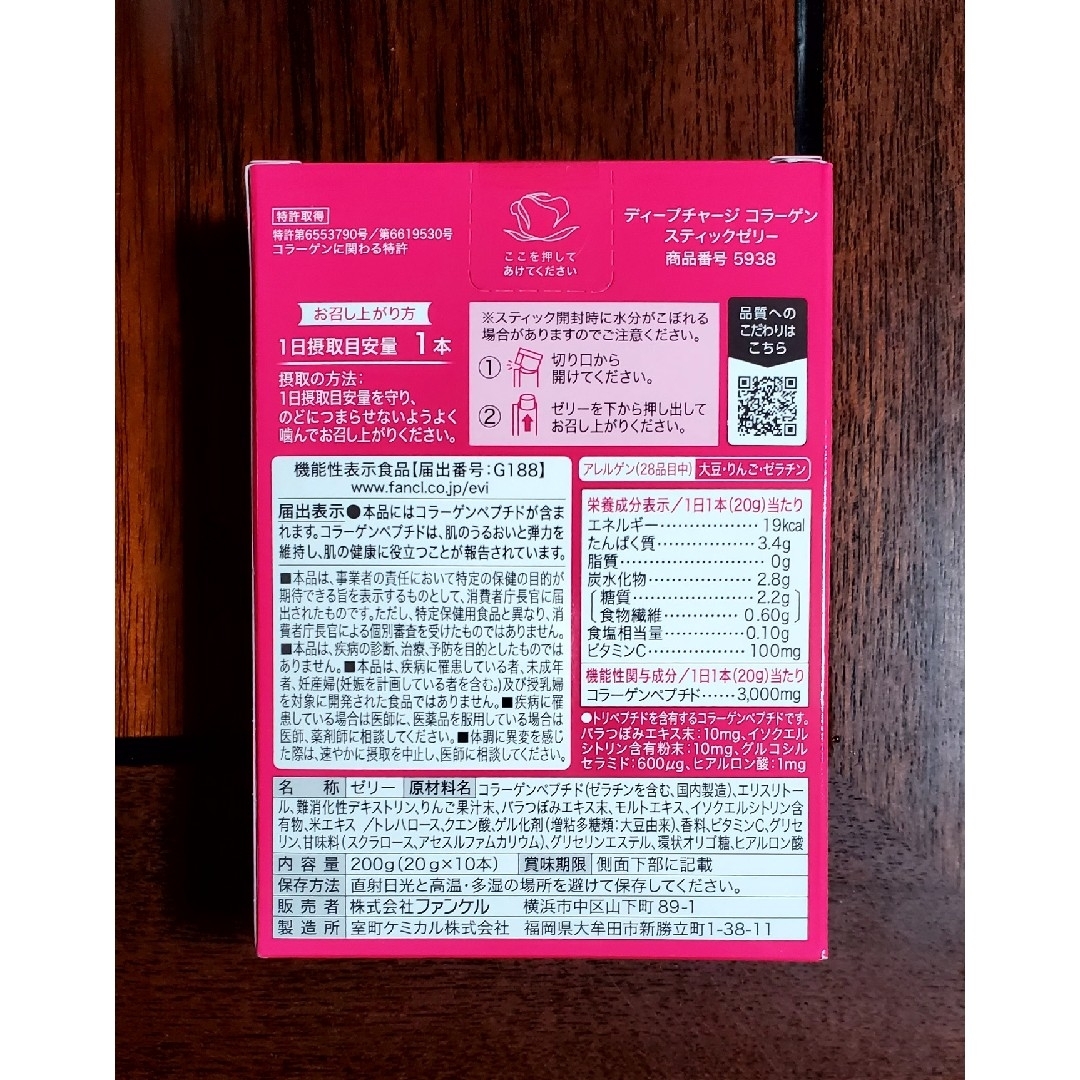 特許取得
特許第6553790号/第6619530号
コラーゲンに関わる特許
ここを押して
あけてください
ディープチャージ コラーゲン
スティックゼリー
商品番号 5938
お召し上がり方
1日摂取目安量 1本
摂取の方法:
1日摂取目安量を守り、
のどにつまらせないようよく
噛んでお召し上がりください。
※スティック開封時に水分がこぼれる
場合がありますのでご注意ください。
① 切り口から
開けてください。
② ゼリーを下から押し出して
お召し上がりください。
品質への
こだわりは
こちら
機能性表示食品【届出番号:G188】
www.fancl.co.jp/evi
届出表示●本品にはコラーゲンペプチドが含ま
れます。コラーゲンペプチドは、肌のうるおいと弾力を
維持し、肌の健康に役立つことが報告されています。
■本品は、事業者の責任において特定の保健の目的が
期待できる旨を表示するものとして、消費者庁長官に届
出されたものです。ただし、特定保健用食品と異なり、消
費者庁長官による個別審査を受けたものではありません。
■本品は、疾病の診断、治療、予防を目的としたものでは
ありません。■本品は、疾病に罹患している者、未成年
者、妊産婦(妊娠を計画している者を含む。)及び授乳婦
を対象に開発された食品ではありません。■疾病に罹
患している場合は医師に、医薬品を服用している場合は
医師、薬剤師に相談してください。■体調に異変を感じ
た際は、速やかに摂取を中止し、医師に相談してください。
アレルゲン(28品目中) 大豆・りんご・ゼラチン
栄養成分表示/1日1本(20g)当たり
エネルギー………………19kcal
たんぱく質………………3.4g
脂質………………………0g
炭水化物…………………2.8g
糖質……………………2.2g
食物繊維………………0.60g
食塩相当量………………0.10g
ビタミンC…………………100mg
機能性関与成分/1日1本(20g)当たり
コラーゲンペプチド……3,000mg
●トリペプチドを含有するコラーゲンペプチドです。
バラつぼみエキス末:10mg、イソクエル
シトリン含有粉末:10mg、グルコシル
セラミド:600μg、ヒアルロン酸:1mg
名称 ゼリー 原材料名 コラーゲンペプチド(ゼラチンを含む、国内製造)、エリスリトー
ル、難消化性デキストリン、りんご果汁末、バラつぼみエキス末、モルトエキス、イソクエルシトリン含
有物、米エキス/トレハロース、クエン酸、ゲル化剤(増粘多糖類:大豆由来)、香料、ビタミンC、グリセ
リン、甘味料(スクラロース、アセスルファムカリウム)、グリセリンエステル、環状オリゴ糖、ヒアルロン酸
内容量 200g(20g×10本) 賞味期限 側面下部に記載
保存方法 直射日光と高温・多湿の場所を避けて保存してください。
販売者 株式会社ファンケル 横浜市中区山下町89-1
製造所 室町ケミカル株式会社 福岡県大牟田市新勝立町1-38-11